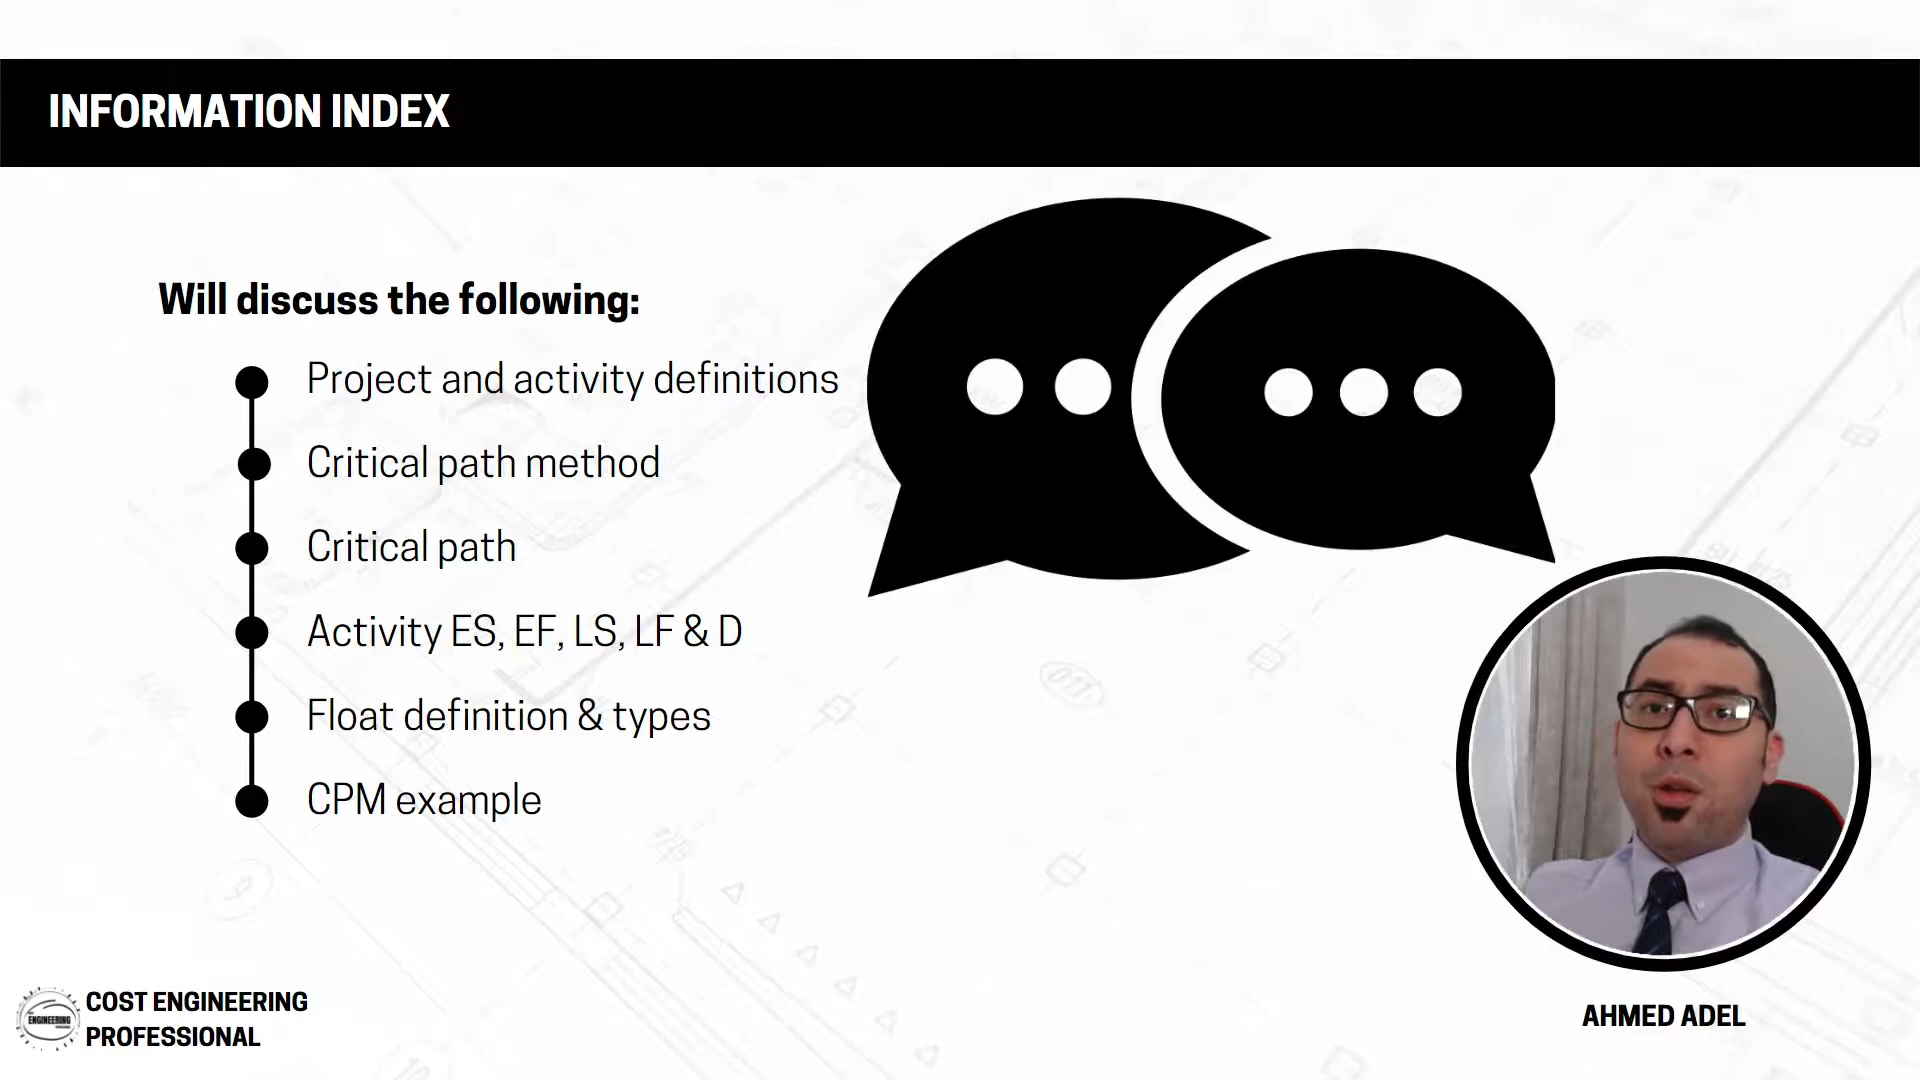 INFORMATION INDEX
Will discuss the following:
Project and activity definitions
Critical path method
Critical path
Activity ES, EF, LS, LF & D
Float definition & types
CPM example
ENGINEERING
COST ENGINEERING
PROFESSIONAL
AHMED ADEL